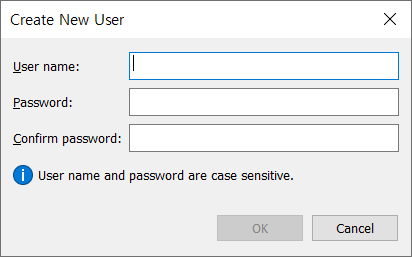 Create New User
User name:
Password:
Confirm password:
User name and password are case sensitive.
OK
Cancel